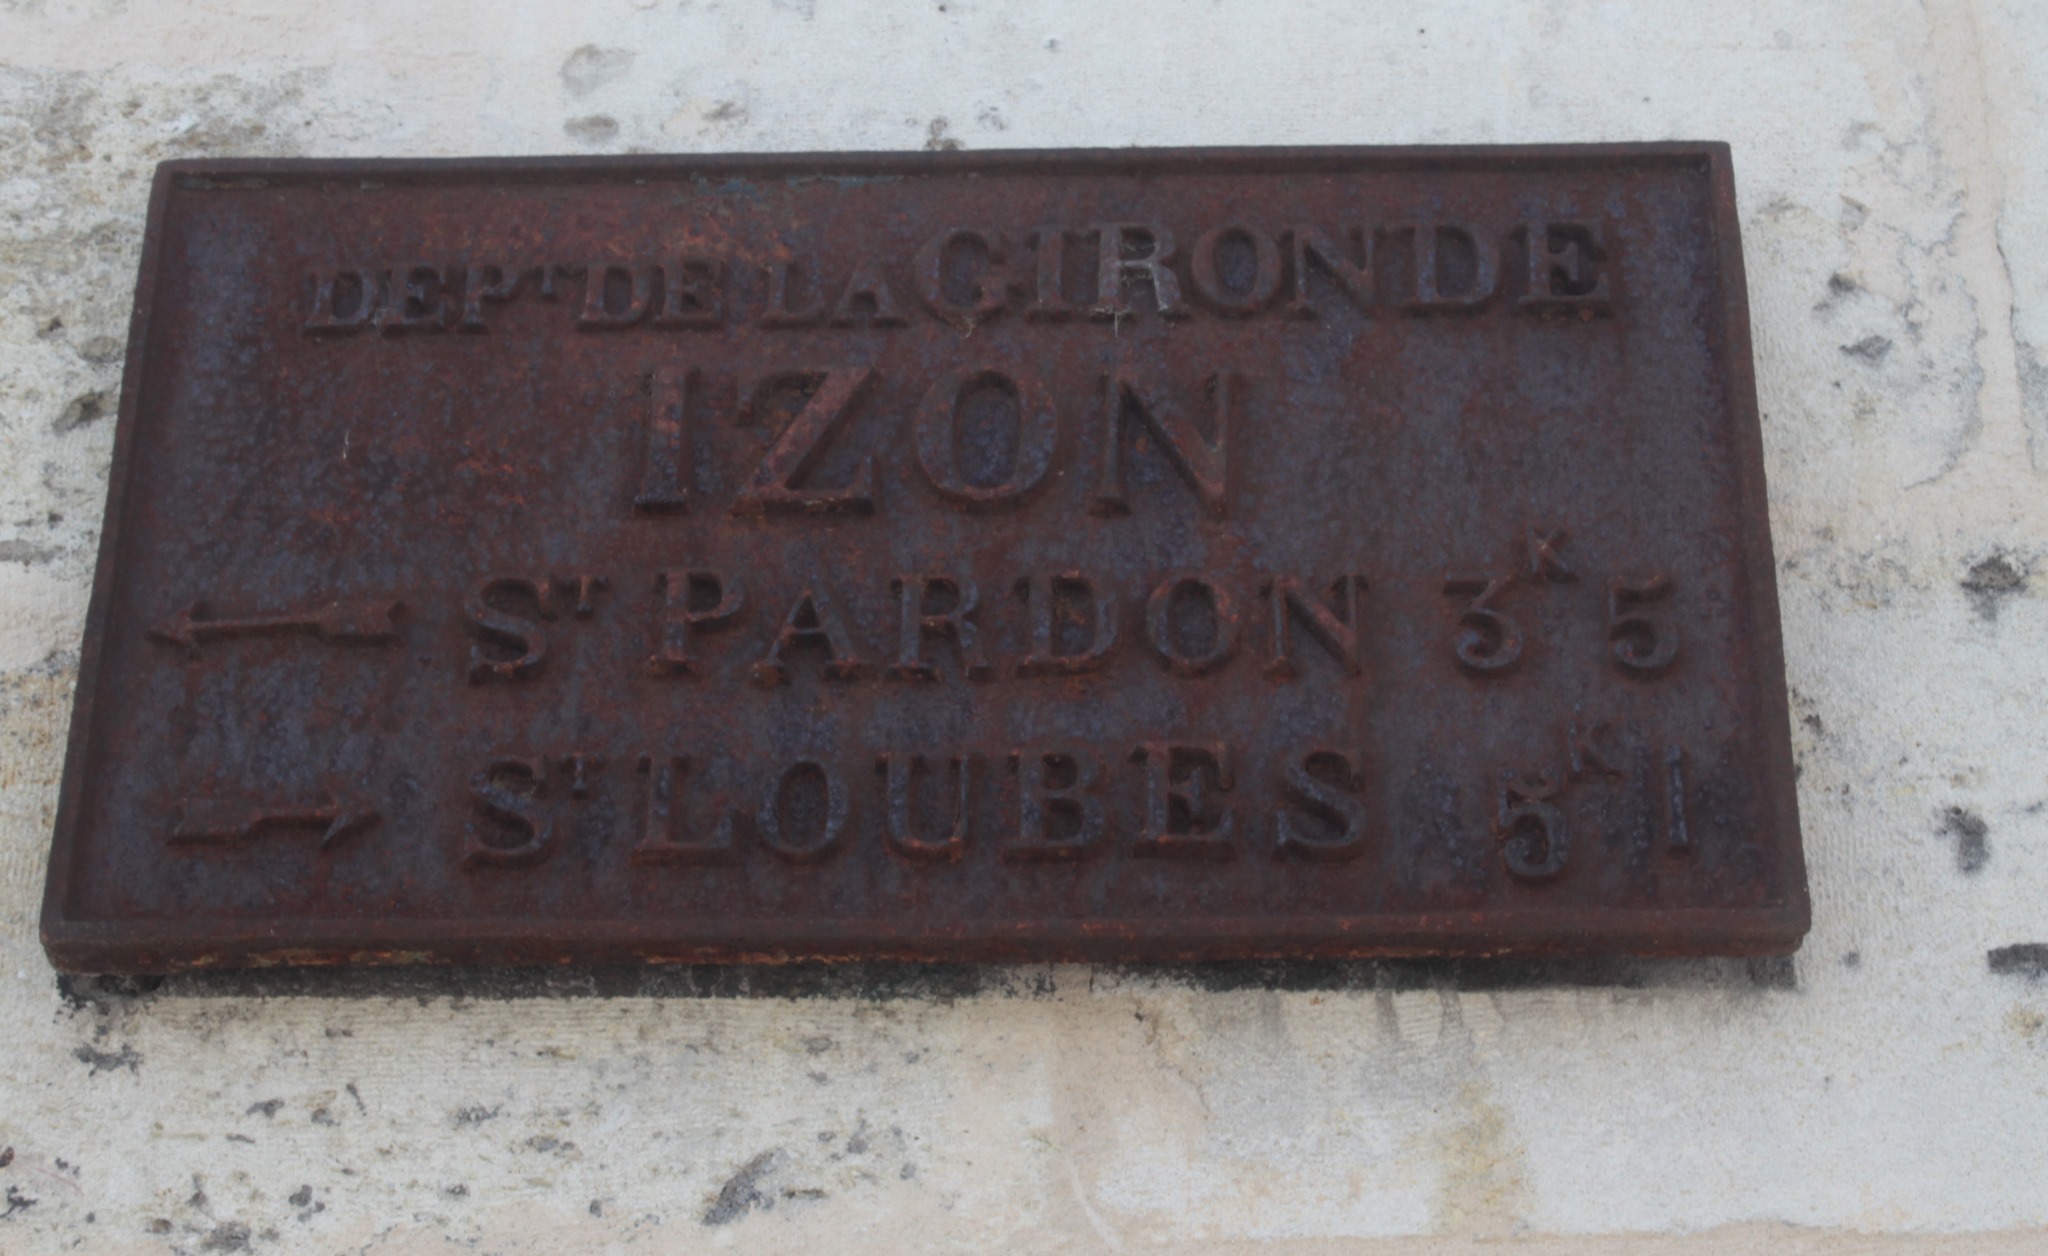 DEPT DE LA GIRONDE
IZON
ST PARDON 3K 5
ST LOUBES 5K 1